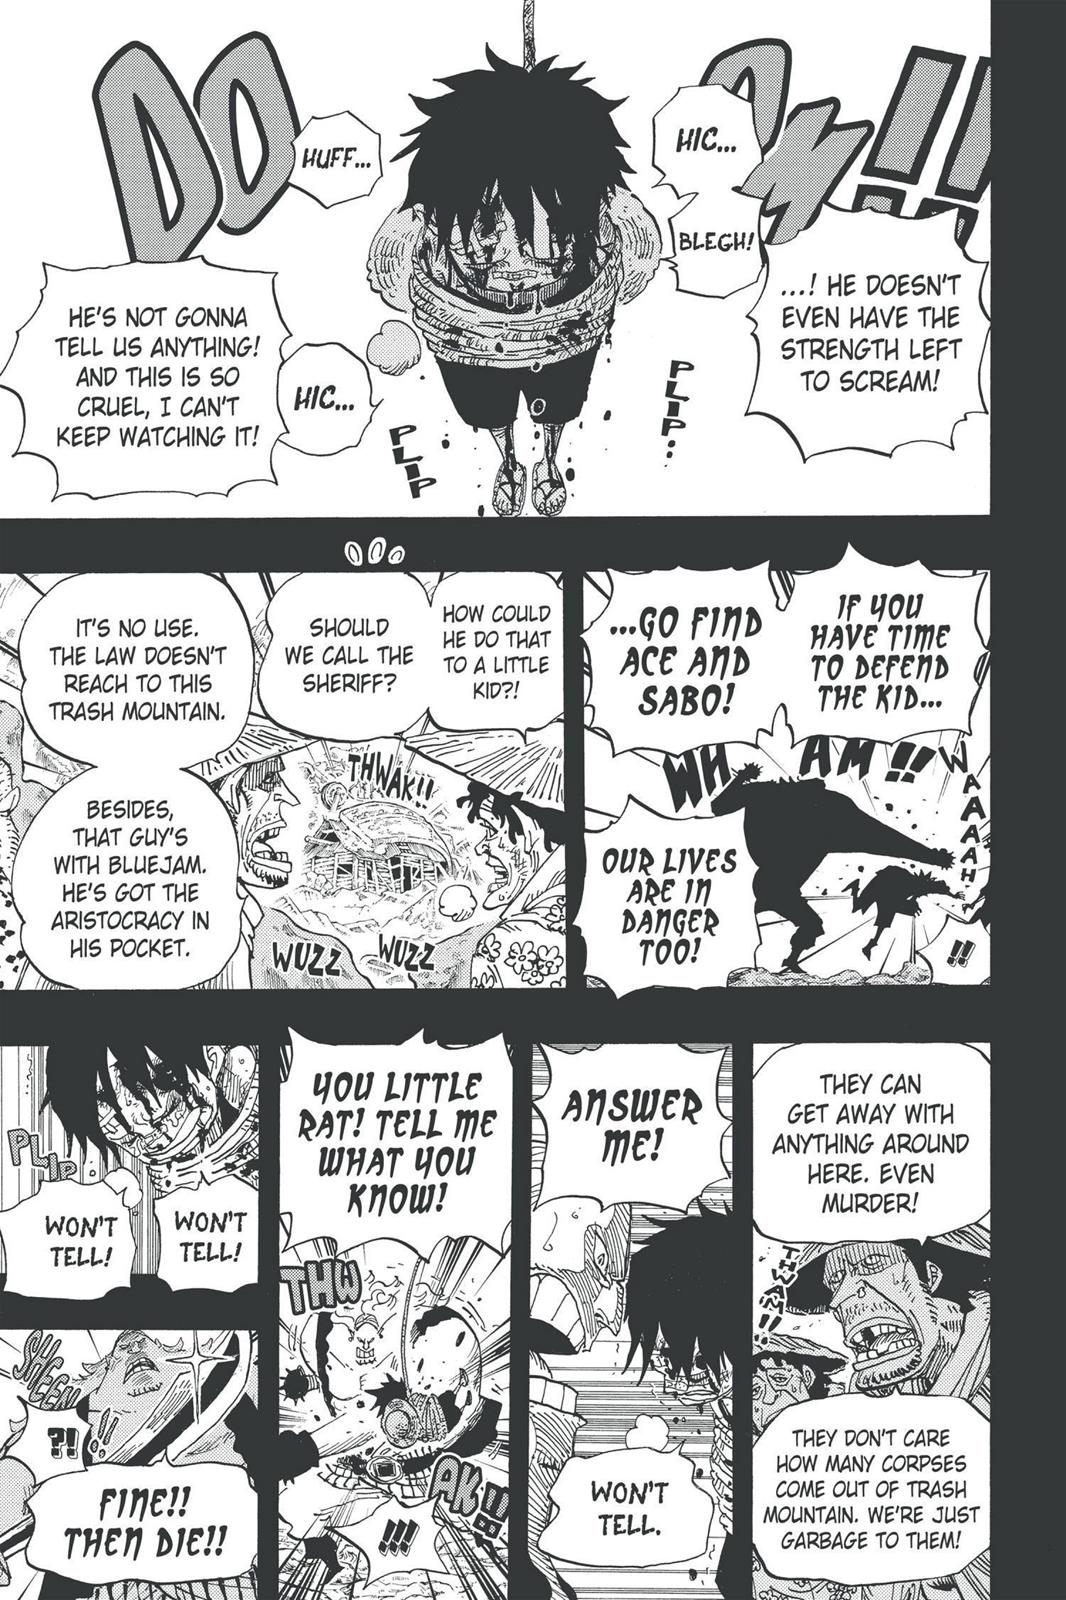 DOOOM!!
HIC...
BLEGH!
...! HE DOESN'T
EVEN HAVE THE
STRENGTH LEFT
TO SCREAM!
HUFF...
HE'S NOT GONNA
TELL US ANYTHING!
AND THIS IS SO
CRUEL, I CAN'T
KEEP WATCHING IT!
HIC...
PLIP...
PLIP
IF YOU
HAVE TIME
TO DEFEND
THE KID...
...GO FIND
ACE AND
SABO!
WHAM!!
WAAAAAH
!!
OUR LIVES
ARE IN
DANGER
TOO!
HOW COULD
HE DO THAT
TO A LITTLE
KID?!
SHOULD
WE CALL THE
SHERIFF?
IT'S NO USE.
THE LAW DOESN'T
REACH TO THIS
TRASH MOUNTAIN.
THWAK!!
BESIDES,
THAT GUY'S
WITH BLUEJAM.
HE'S GOT THE
ARISTOCRACY IN
HIS POCKET.
WUZZ
WUZZ
THEY CAN
GET AWAY WITH
ANYTHING AROUND
HERE. EVEN
MURDER!
THWAM!!
THEY DON'T CARE
HOW MANY CORPSES
COME OUT OF TRASH
MOUNTAIN. WE'RE JUST
GARBAGE TO THEM!
ANSWER
ME!
WON'T
TELL.
YOU LITTLE
RAT! TELL ME
WHAT YOU
KNOW!
THWAK!!
!!!
PLIP
WON'T
TELL!
WON'T
TELL!
SHEEN
?!
!!
FINE!!
THEN DIE!!